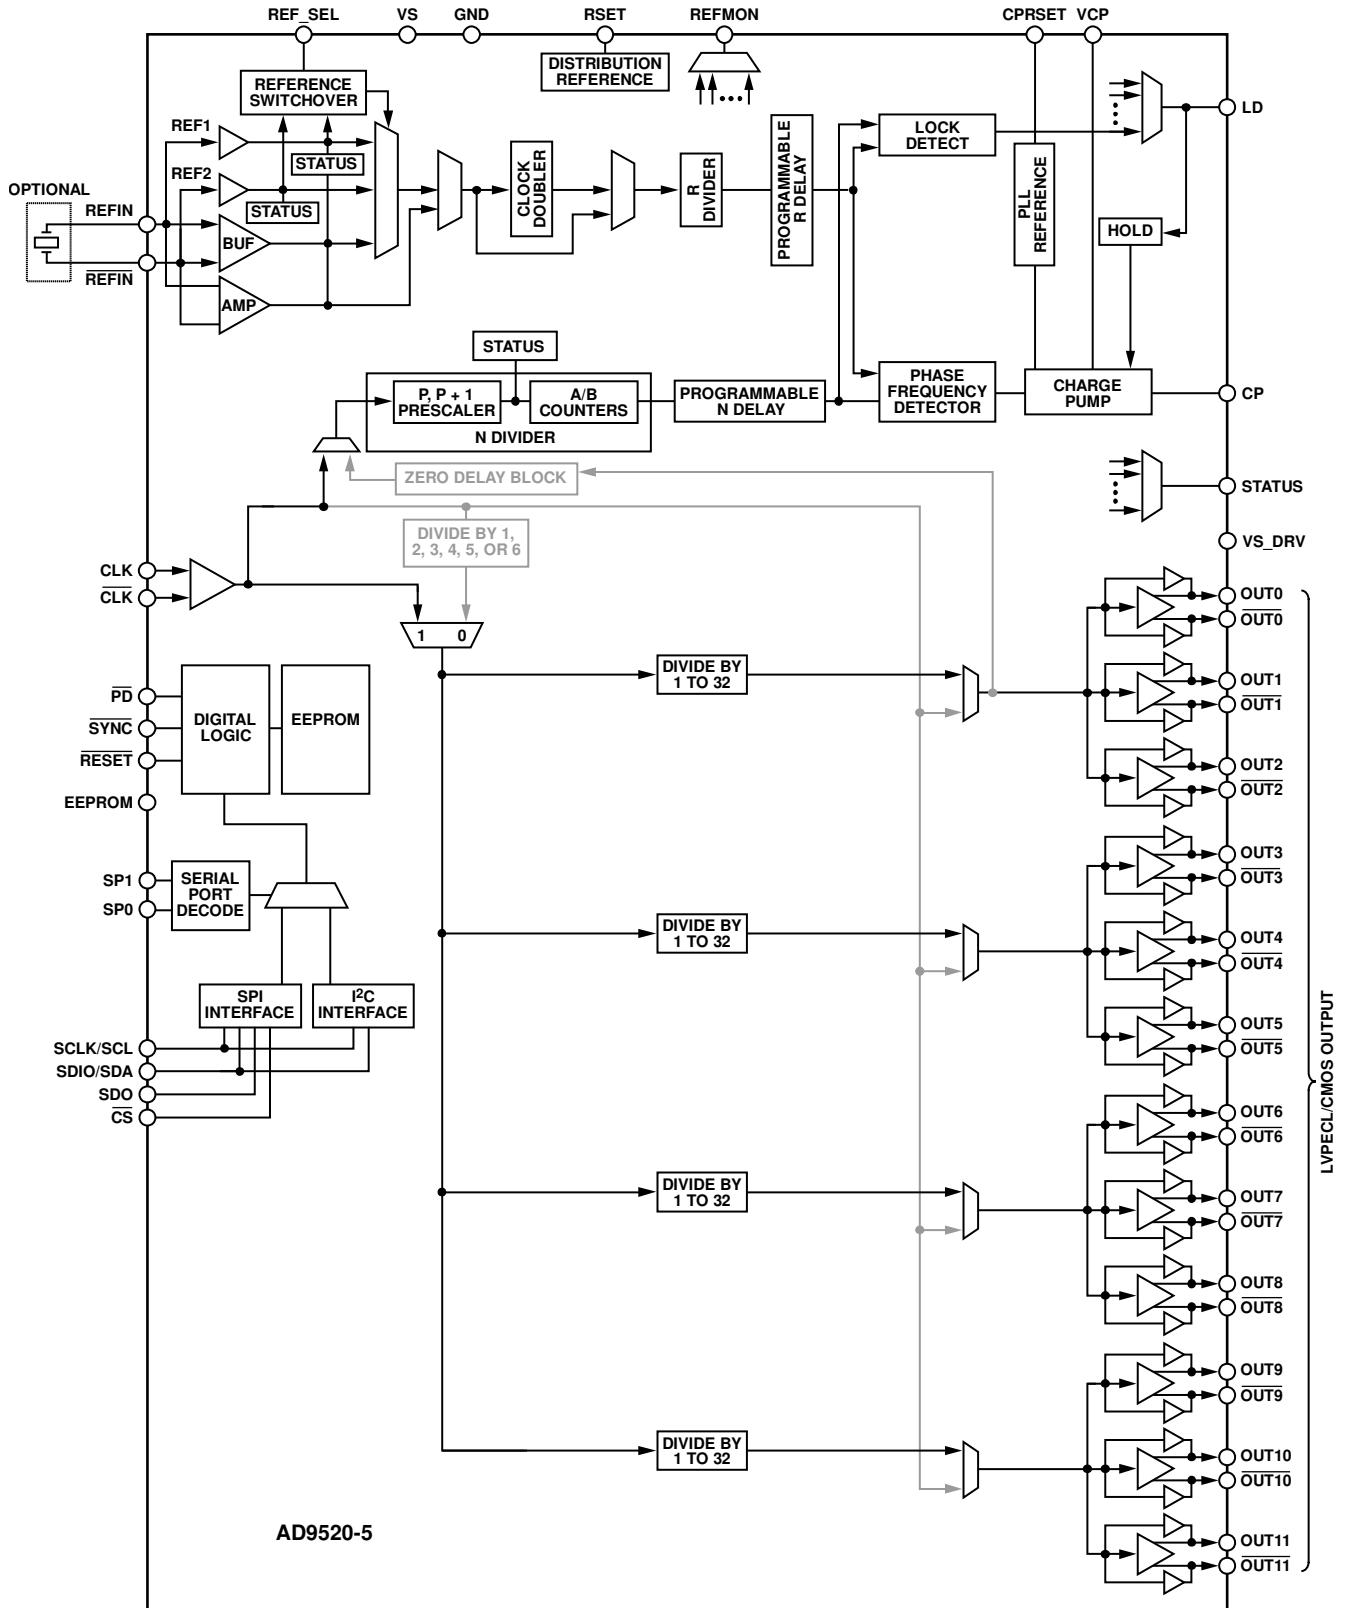 REF_SEL
VS
GND
RSET
REFMON
CPRSET
VCP
DISTRIBUTION
REFERENCE
REFERENCE
SWITCHOVER
LD
REF1
STATUS
REF2
STATUS
OPTIONAL
REFIN
REFIN
BUF
AMP
CLOCK
DOUBLER
R
DIVIDER
PROGRAMMABLE
R DELAY
LOCK
DETECT
PLL
REFERENCE
HOLD
STATUS
P, P + 1
PRESCALER
A/B
COUNTERS
N DIVIDER
PROGRAMMABLE
N DELAY
PHASE
FREQUENCY
DETECTOR
CHARGE
PUMP
CP
ZERO DELAY BLOCK
STATUS
DIVIDE BY 1,
2, 3, 4, 5, OR 6
VS_DRV
CLK
CLK
1 0
OUT0
OUT0
DIVIDE BY
1 TO 32
OUT1
OUT1
OUT2
OUT2
PD
SYNC
RESET
EEPROM
DIGITAL
LOGIC
EEPROM
SP1
SP0
SERIAL
PORT
DECODE
OUT3
OUT3
DIVIDE BY
1 TO 32
OUT4
OUT4
OUT5
OUT5
SPI
INTERFACE
I2C
INTERFACE
SCLK/SCL
SDIO/SDA
SDO
CS
LVPECL/CMOS OUTPUT
OUT6
OUT6
DIVIDE BY
1 TO 32
OUT7
OUT7
OUT8
OUT8
OUT9
OUT9
DIVIDE BY
1 TO 32
OUT10
OUT10
OUT11
OUT11
AD9520-5